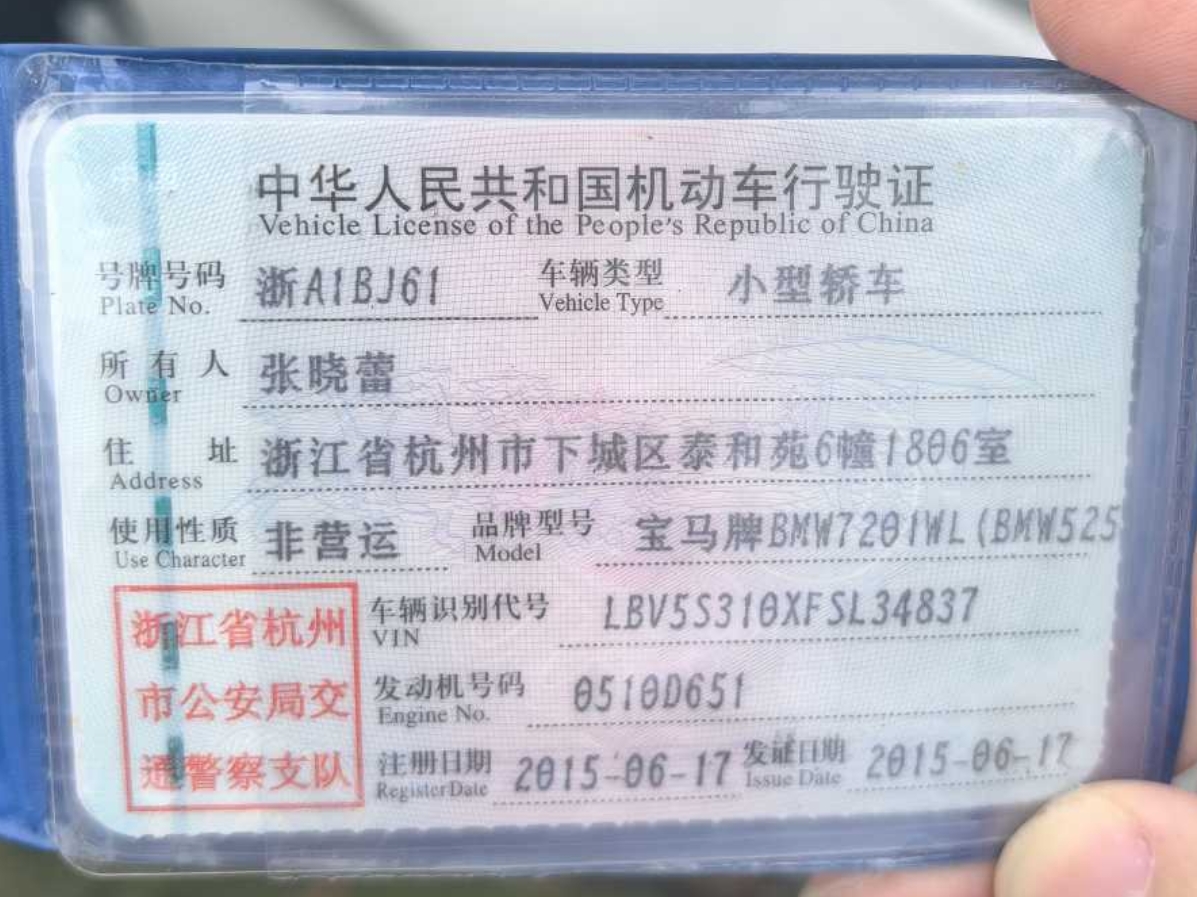 中华人民共和国机动车行驶证
Vehicle License of the People's Republic of China
号牌号码 浙A1BJ61 车辆类型 小型轿车
Plate No. Vehicle Type
所有人 张晓蕾
Owner
住址 浙江省杭州市下城区泰和苑6幢1806室
Address
使用性质 非营运 品牌型号 宝马牌BMW7201WL(BMW525
Use Character Model
浙江省杭州
市公安局交
通警察支队
车辆识别代号 LBV5S310XFSL34837
VIN
发动机号码 0510D651
Engine No.
注册日期 2015-06-17 发证日期 2015-06-17
Register Date Issue Date